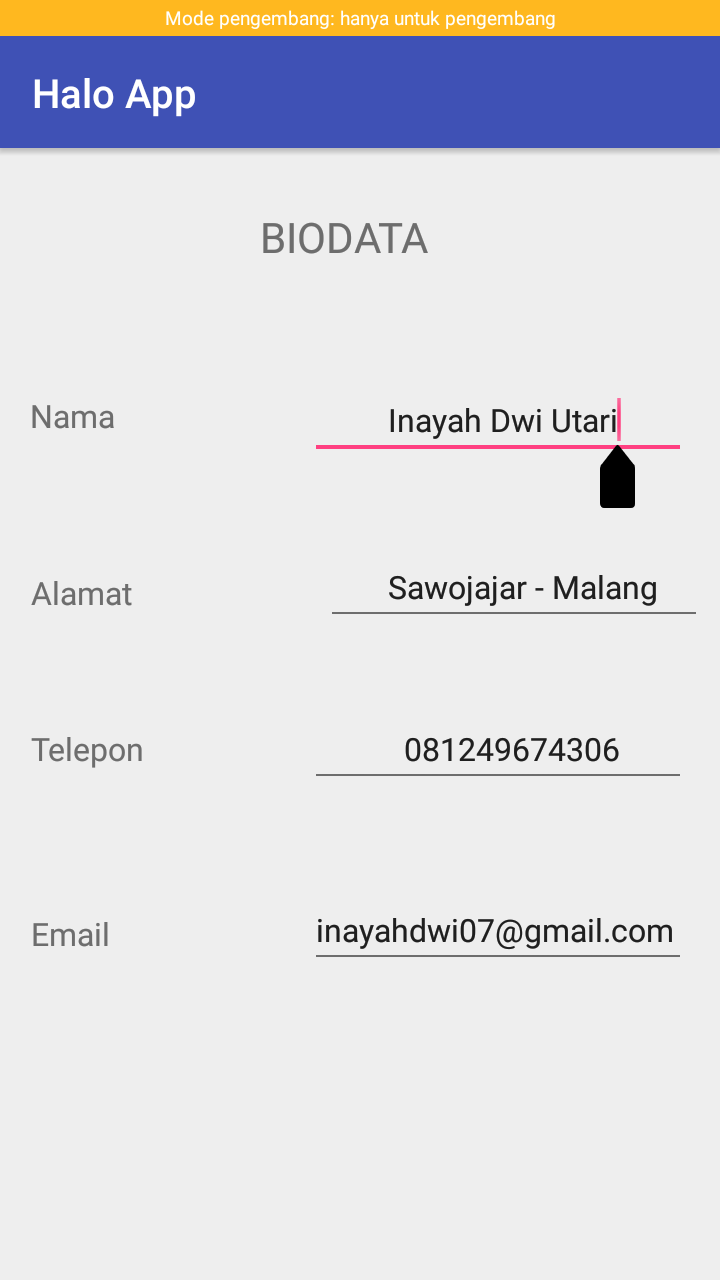 Mode pengembang: hanya untuk pengembang
Halo App
BIODATA
Nama Inayah Dwi Utari
Alamat Sawojajar - Malang
Telepon 081249674306
Email inayahdwi07@gmail.com